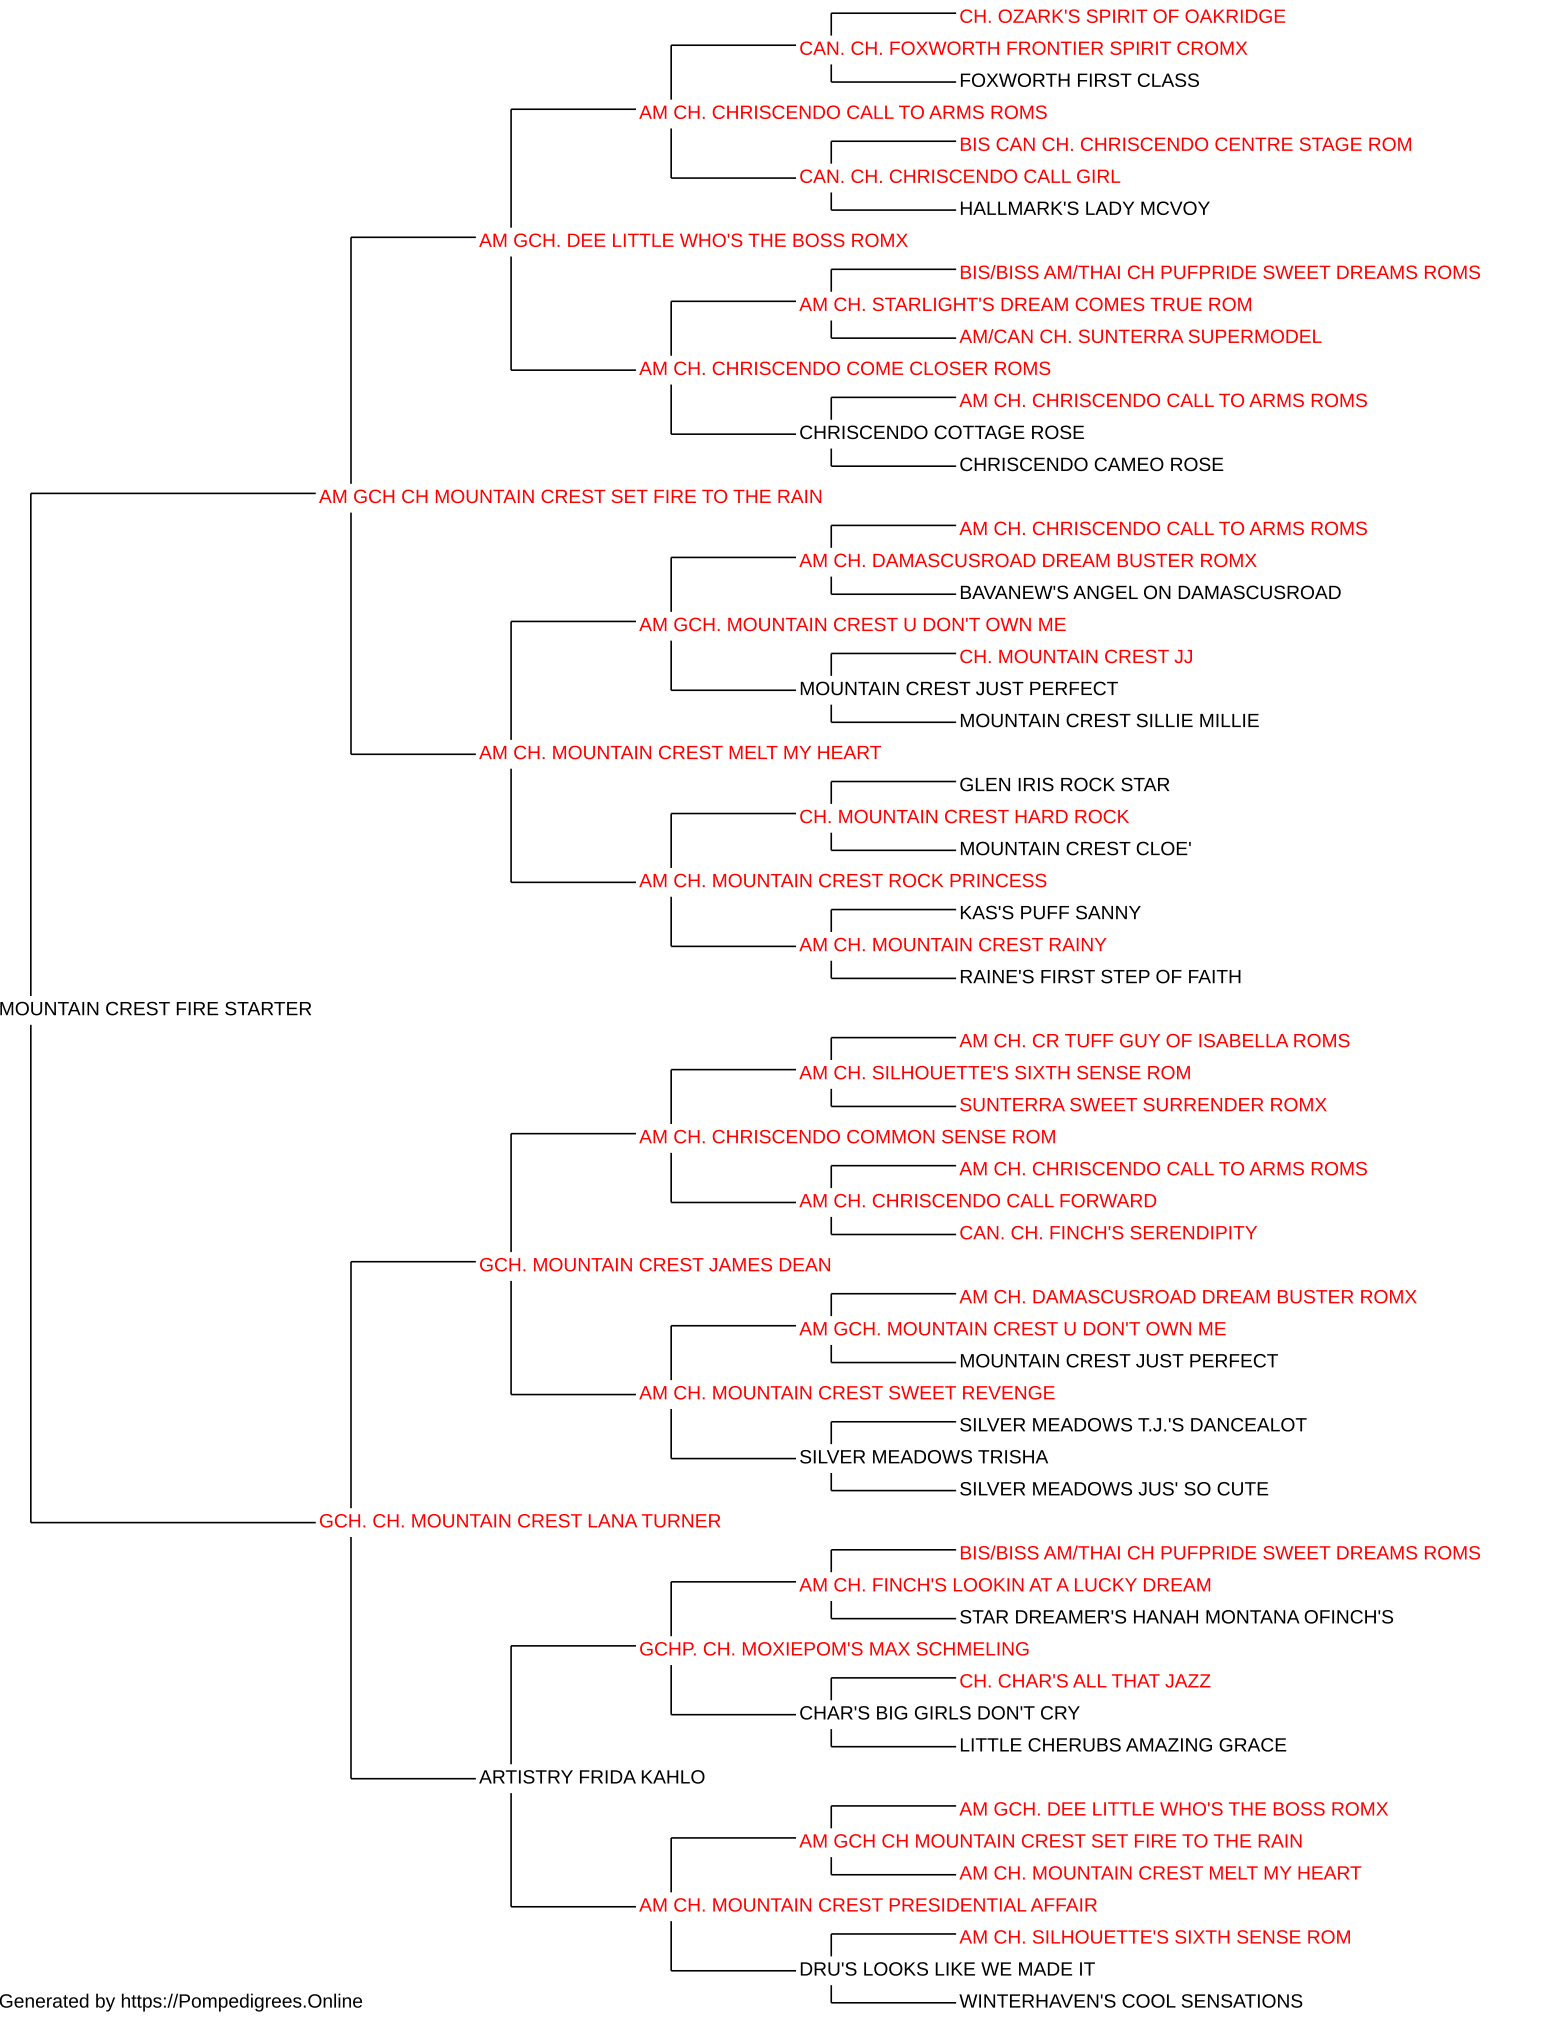 CH. OZARK'S SPIRIT OF OAKRIDGE
CAN. CH. FOXWORTH FRONTIER SPIRIT CROMX
FOXWORTH FIRST CLASS
AM CH. CHRISCENDO CALL TO ARMS ROMS
BIS CAN CH. CHRISCENDO CENTRE STAGE ROM
CAN. CH. CHRISCENDO CALL GIRL
HALLMARK'S LADY MCVOY
AM GCH. DEE LITTLE WHO'S THE BOSS ROMX
BIS/BISS AM/THAI CH PUFPRIDE SWEET DREAMS ROMS
AM CH. STARLIGHT'S DREAM COMES TRUE ROM
AM/CAN CH. SUNTERRA SUPERMODEL
AM CH. CHRISCENDO COME CLOSER ROMS
AM CH. CHRISCENDO CALL TO ARMS ROMS
CHRISCENDO COTTAGE ROSE
CHRISCENDO CAMEO ROSE
AM GCH CH MOUNTAIN CREST SET FIRE TO THE RAIN
AM CH. CHRISCENDO CALL TO ARMS ROMS
AM CH. DAMASCUSROAD DREAM BUSTER ROMX
BAVANEW'S ANGEL ON DAMASCUSROAD
AM GCH. MOUNTAIN CREST U DON'T OWN ME
CH. MOUNTAIN CREST JJ
MOUNTAIN CREST JUST PERFECT
MOUNTAIN CREST SILLIE MILLIE
AM CH. MOUNTAIN CREST MELT MY HEART
GLEN IRIS ROCK STAR
CH. MOUNTAIN CREST HARD ROCK
MOUNTAIN CREST CLOE'
AM CH. MOUNTAIN CREST ROCK PRINCESS
KAS'S PUFF SANNY
AM CH. MOUNTAIN CREST RAINY
RAINE'S FIRST STEP OF FAITH
MOUNTAIN CREST FIRE STARTER
AM CH. CR TUFF GUY OF ISABELLA ROMS
AM CH. SILHOUETTE'S SIXTH SENSE ROM
SUNTERRA SWEET SURRENDER ROMX
AM CH. CHRISCENDO COMMON SENSE ROM
AM CH. CHRISCENDO CALL TO ARMS ROMS
AM CH. CHRISCENDO CALL FORWARD
CAN. CH. FINCH'S SERENDIPITY
GCH. MOUNTAIN CREST JAMES DEAN
AM CH. DAMASCUSROAD DREAM BUSTER ROMX
AM GCH. MOUNTAIN CREST U DON'T OWN ME
MOUNTAIN CREST JUST PERFECT
AM CH. MOUNTAIN CREST SWEET REVENGE
SILVER MEADOWS T.J.'S DANCEALOT
SILVER MEADOWS TRISHA
SILVER MEADOWS JUS' SO CUTE
GCH. CH. MOUNTAIN CREST LANA TURNER
BIS/BISS AM/THAI CH PUFPRIDE SWEET DREAMS ROMS
AM CH. FINCH'S LOOKIN AT A LUCKY DREAM
STAR DREAMER'S HANAH MONTANA OFINCH'S
GCHP. CH. MOXIEPOM'S MAX SCHMELING
CH. CHAR'S ALL THAT JAZZ
CHAR'S BIG GIRLS DON'T CRY
LITTLE CHERUBS AMAZING GRACE
ARTISTRY FRIDA KAHLO
AM GCH. DEE LITTLE WHO'S THE BOSS ROMX
AM GCH CH MOUNTAIN CREST SET FIRE TO THE RAIN
AM CH. MOUNTAIN CREST MELT MY HEART
AM CH. MOUNTAIN CREST PRESIDENTIAL AFFAIR
AM CH. SILHOUETTE'S SIXTH SENSE ROM
DRU'S LOOKS LIKE WE MADE IT
WINTERHAVEN'S COOL SENSATIONS
Generated by https://Pompedigrees.Online